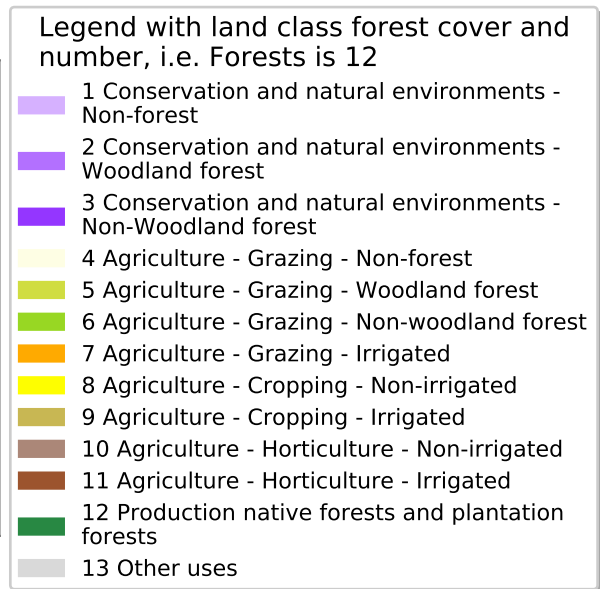 Legend with land class forest cover and
number, i.e. Forests is 12
1 Conservation and natural environments -
Non-forest
2 Conservation and natural environments -
Woodland forest
3 Conservation and natural environments -
Non-Woodland forest
4 Agriculture - Grazing - Non-forest
5 Agriculture - Grazing - Woodland forest
6 Agriculture - Grazing - Non-woodland forest
7 Agriculture - Grazing - Irrigated
8 Agriculture - Cropping - Non-irrigated
9 Agriculture - Cropping - Irrigated
10 Agriculture - Horticulture - Non-irrigated
11 Agriculture - Horticulture - Irrigated
12 Production native forests and plantation
forests
13 Other uses